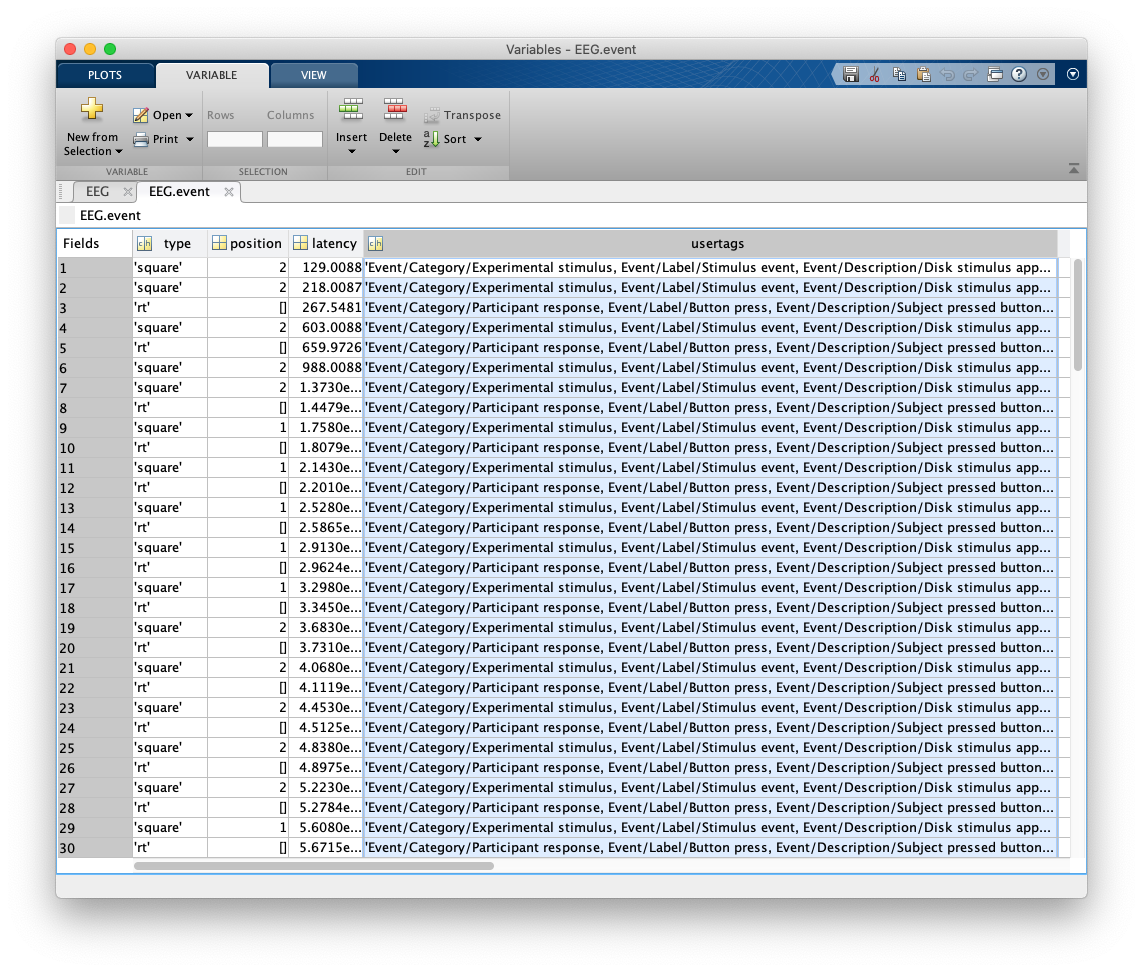 Variables - EEG.event
PLOTS VARIABLE VIEW
New from Selection Open Print Rows Columns Insert Delete Transpose Sort
VARIABLE SELECTION EDIT
EEG EEG.event
EEG.event
Fields type position latency usertags
1 'square' 2 129.0088 'Event/Category/Experimental stimulus, Event/Label/Stimulus event, Event/Description/Disk stimulus app...
2 'square' 2 218.0087 'Event/Category/Experimental stimulus, Event/Label/Stimulus event, Event/Description/Disk stimulus app...
3 'rt' [] 267.5481 'Event/Category/Participant response, Event/Label/Button press, Event/Description/Subject pressed button...
4 'square' 2 603.0088 'Event/Category/Experimental stimulus, Event/Label/Stimulus event, Event/Description/Disk stimulus app...
5 'rt' [] 659.9726 'Event/Category/Participant response, Event/Label/Button press, Event/Description/Subject pressed button...
6 'square' 2 988.0088 'Event/Category/Experimental stimulus, Event/Label/Stimulus event, Event/Description/Disk stimulus app...
7 'square' 2 1.3730e... 'Event/Category/Experimental stimulus, Event/Label/Stimulus event, Event/Description/Disk stimulus app...
8 'rt' [] 1.4479e... 'Event/Category/Participant response, Event/Label/Button press, Event/Description/Subject pressed button...
9 'square' 1 1.7580e... 'Event/Category/Experimental stimulus, Event/Label/Stimulus event, Event/Description/Disk stimulus app...
10 'rt' [] 1.8079e... 'Event/Category/Participant response, Event/Label/Button press, Event/Description/Subject pressed button...
11 'square' 1 2.1430e... 'Event/Category/Experimental stimulus, Event/Label/Stimulus event, Event/Description/Disk stimulus app...
12 'rt' [] 2.2010e... 'Event/Category/Participant response, Event/Label/Button press, Event/Description/Subject pressed button...
13 'square' 1 2.5280e... 'Event/Category/Experimental stimulus, Event/Label/Stimulus event, Event/Description/Disk stimulus app...
14 'rt' [] 2.5865e... 'Event/Category/Participant response, Event/Label/Button press, Event/Description/Subject pressed button...
15 'square' 1 2.9130e... 'Event/Category/Experimental stimulus, Event/Label/Stimulus event, Event/Description/Disk stimulus app...
16 'rt' [] 2.9624e... 'Event/Category/Participant response, Event/Label/Button press, Event/Description/Subject pressed button...
17 'square' 1 3.2980e... 'Event/Category/Experimental stimulus, Event/Label/Stimulus event, Event/Description/Disk stimulus app...
18 'rt' [] 3.3450e... 'Event/Category/Participant response, Event/Label/Button press, Event/Description/Subject pressed button...
19 'square' 2 3.6830e... 'Event/Category/Experimental stimulus, Event/Label/Stimulus event, Event/Description/Disk stimulus app...
20 'rt' [] 3.7310e... 'Event/Category/Participant response, Event/Label/Button press, Event/Description/Subject pressed button...
21 'square' 2 4.0680e... 'Event/Category/Experimental stimulus, Event/Label/Stimulus event, Event/Description/Disk stimulus app...
22 'rt' [] 4.1119e... 'Event/Category/Participant response, Event/Label/Button press, Event/Description/Subject pressed button...
23 'square' 2 4.4530e... 'Event/Category/Experimental stimulus, Event/Label/Stimulus event, Event/Description/Disk stimulus app...
24 'rt' [] 4.5125e... 'Event/Category/Participant response, Event/Label/Button press, Event/Description/Subject pressed button...
25 'square' 2 4.8380e... 'Event/Category/Experimental stimulus, Event/Label/Stimulus event, Event/Description/Disk stimulus app...
26 'rt' [] 4.8975e... 'Event/Category/Participant response, Event/Label/Button press, Event/Description/Subject pressed button...
27 'square' 2 5.2230e... 'Event/Category/Experimental stimulus, Event/Label/Stimulus event, Event/Description/Disk stimulus app...
28 'rt' [] 5.2784e... 'Event/Category/Participant response, Event/Label/Button press, Event/Description/Subject pressed button...
29 'square' 1 5.6080e... 'Event/Category/Experimental stimulus, Event/Label/Stimulus event, Event/Description/Disk stimulus app...
30 'rt' [] 5.6715e... 'Event/Category/Participant response, Event/Label/Button press, Event/Description/Subject pressed button...